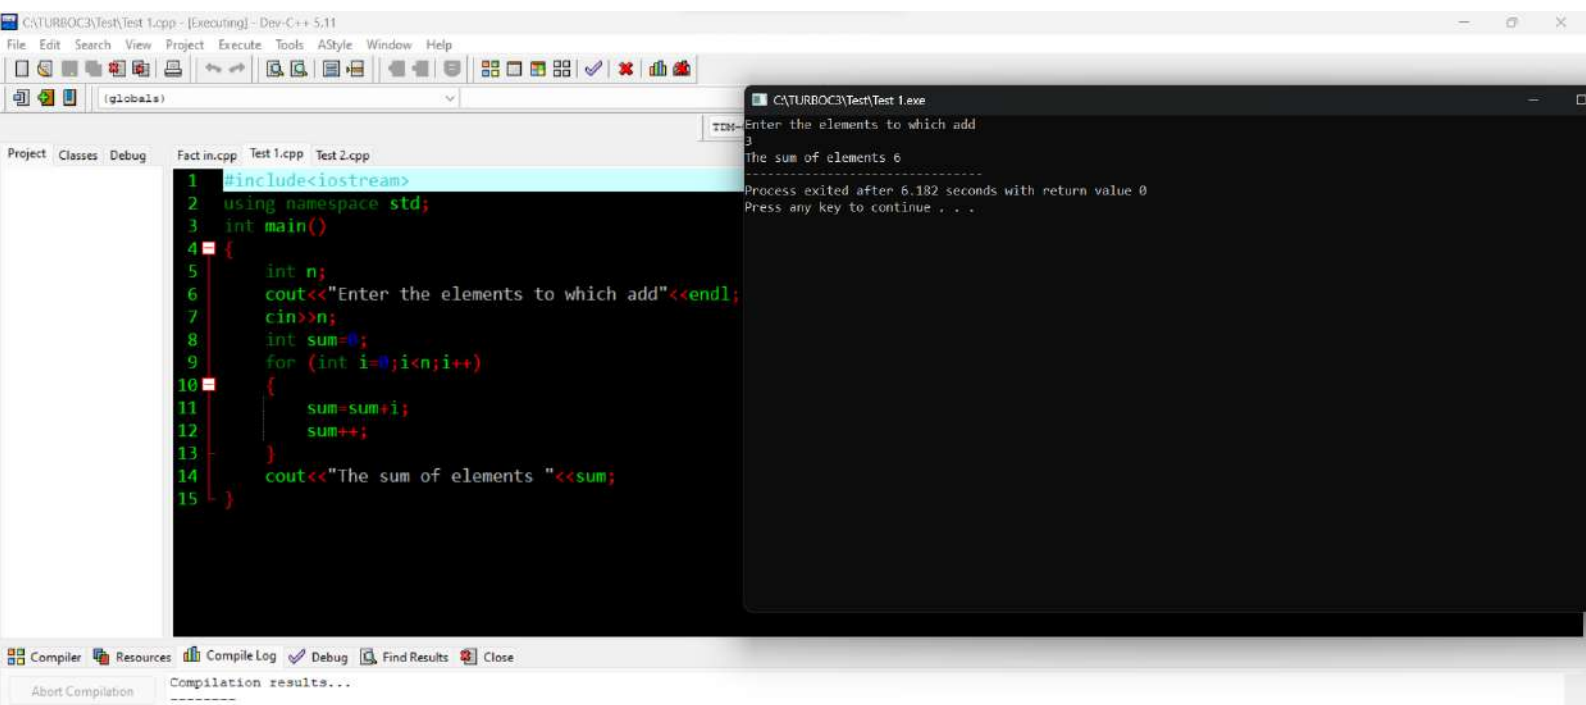 C:\TURBOC3\Test\Test 1.cpp - [Executing] - Dev-C++ 5.11
File Edit Search View Project Execute Tools AStyle Window Help
(globals)
TDM-
Project Classes Debug
Fact in.cpp Test 1.cpp Test 2.cpp
1 #include<iostream>
2 using namespace std;
3 int main()
4 {
5 int n;
6 cout<<"Enter the elements to which add"<<endl;
7 cin>>n;
8 int sum=0;
9 for (int i=0;i<n;i++)
10 {
11 sum=sum+i;
12 sum++;
13 }
14 cout<<"The sum of elements "<<sum;
15 }
C:\TURBOC3\Test\Test 1.exe
Enter the elements to which add
3
The sum of elements 6
--------------------------------
Process exited after 6.182 seconds with return value 0
Press any key to continue . . .
Compiler Resources Compile Log Debug Find Results Close
Abort Compilation
Compilation results...
--------